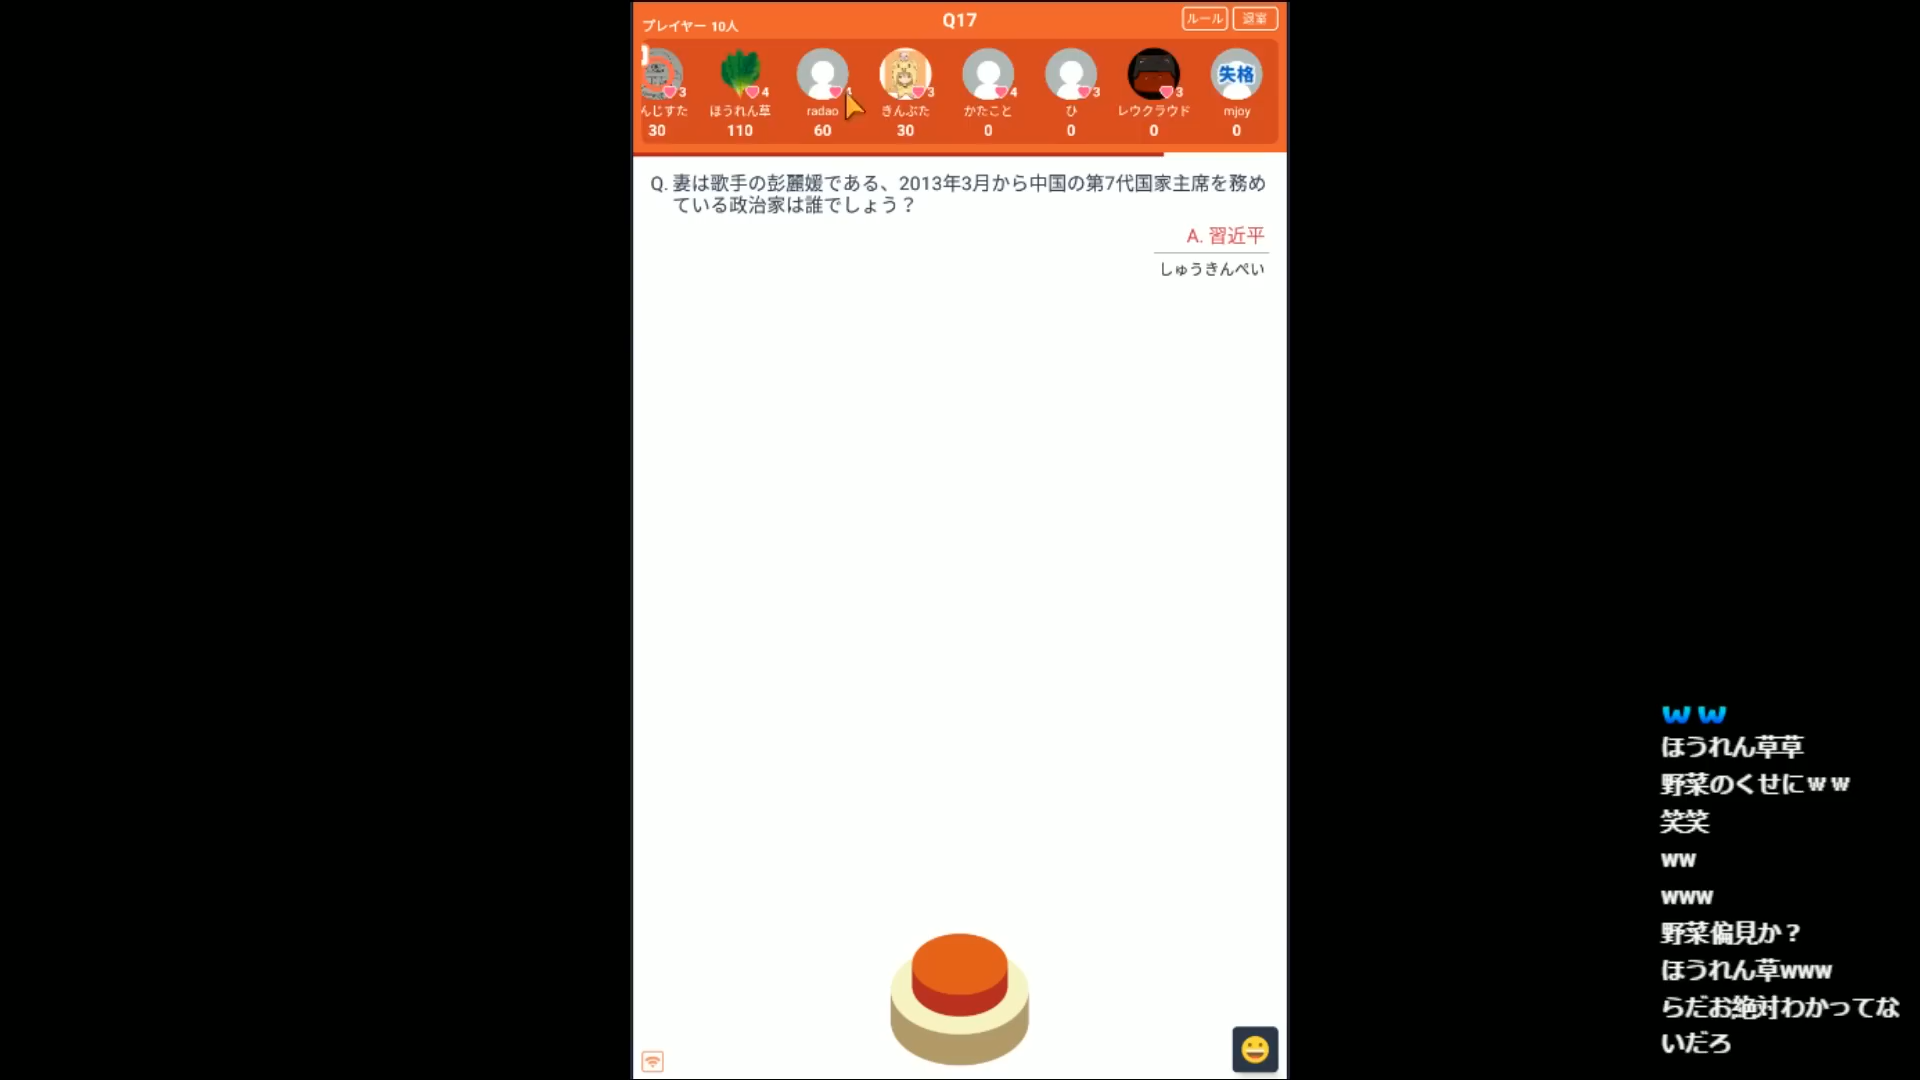 プレイヤー 10人
Q17
ルール
退室
んじすた
ほうれん草
radao
きんぶた
かたこと
ひ
レウクラウド
mjoy
失格
3
4
3
4
3
3
30
110
60
30
0
0
0
0
Q. 妻は歌手の彭麗媛である、2013年3月から中国の第7代国家主席を務め
ている政治家は誰でしょう？
A. 習近平
しゅうきんぺい
w w
ほうれん草草
野菜のくせにｗｗ
笑笑
ww
www
野菜偏見か？
ほうれん草www
らだお絶対わかってな
いだろ